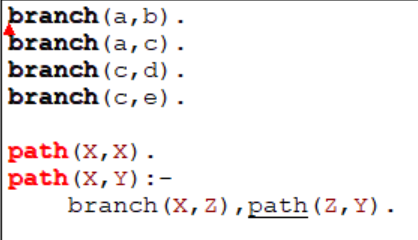 branch(a,b).
branch(a,c).
branch(c,d).
branch(c,e).
path(X,X).
path(X,Y):-
branch(X,Z),path(Z,Y).